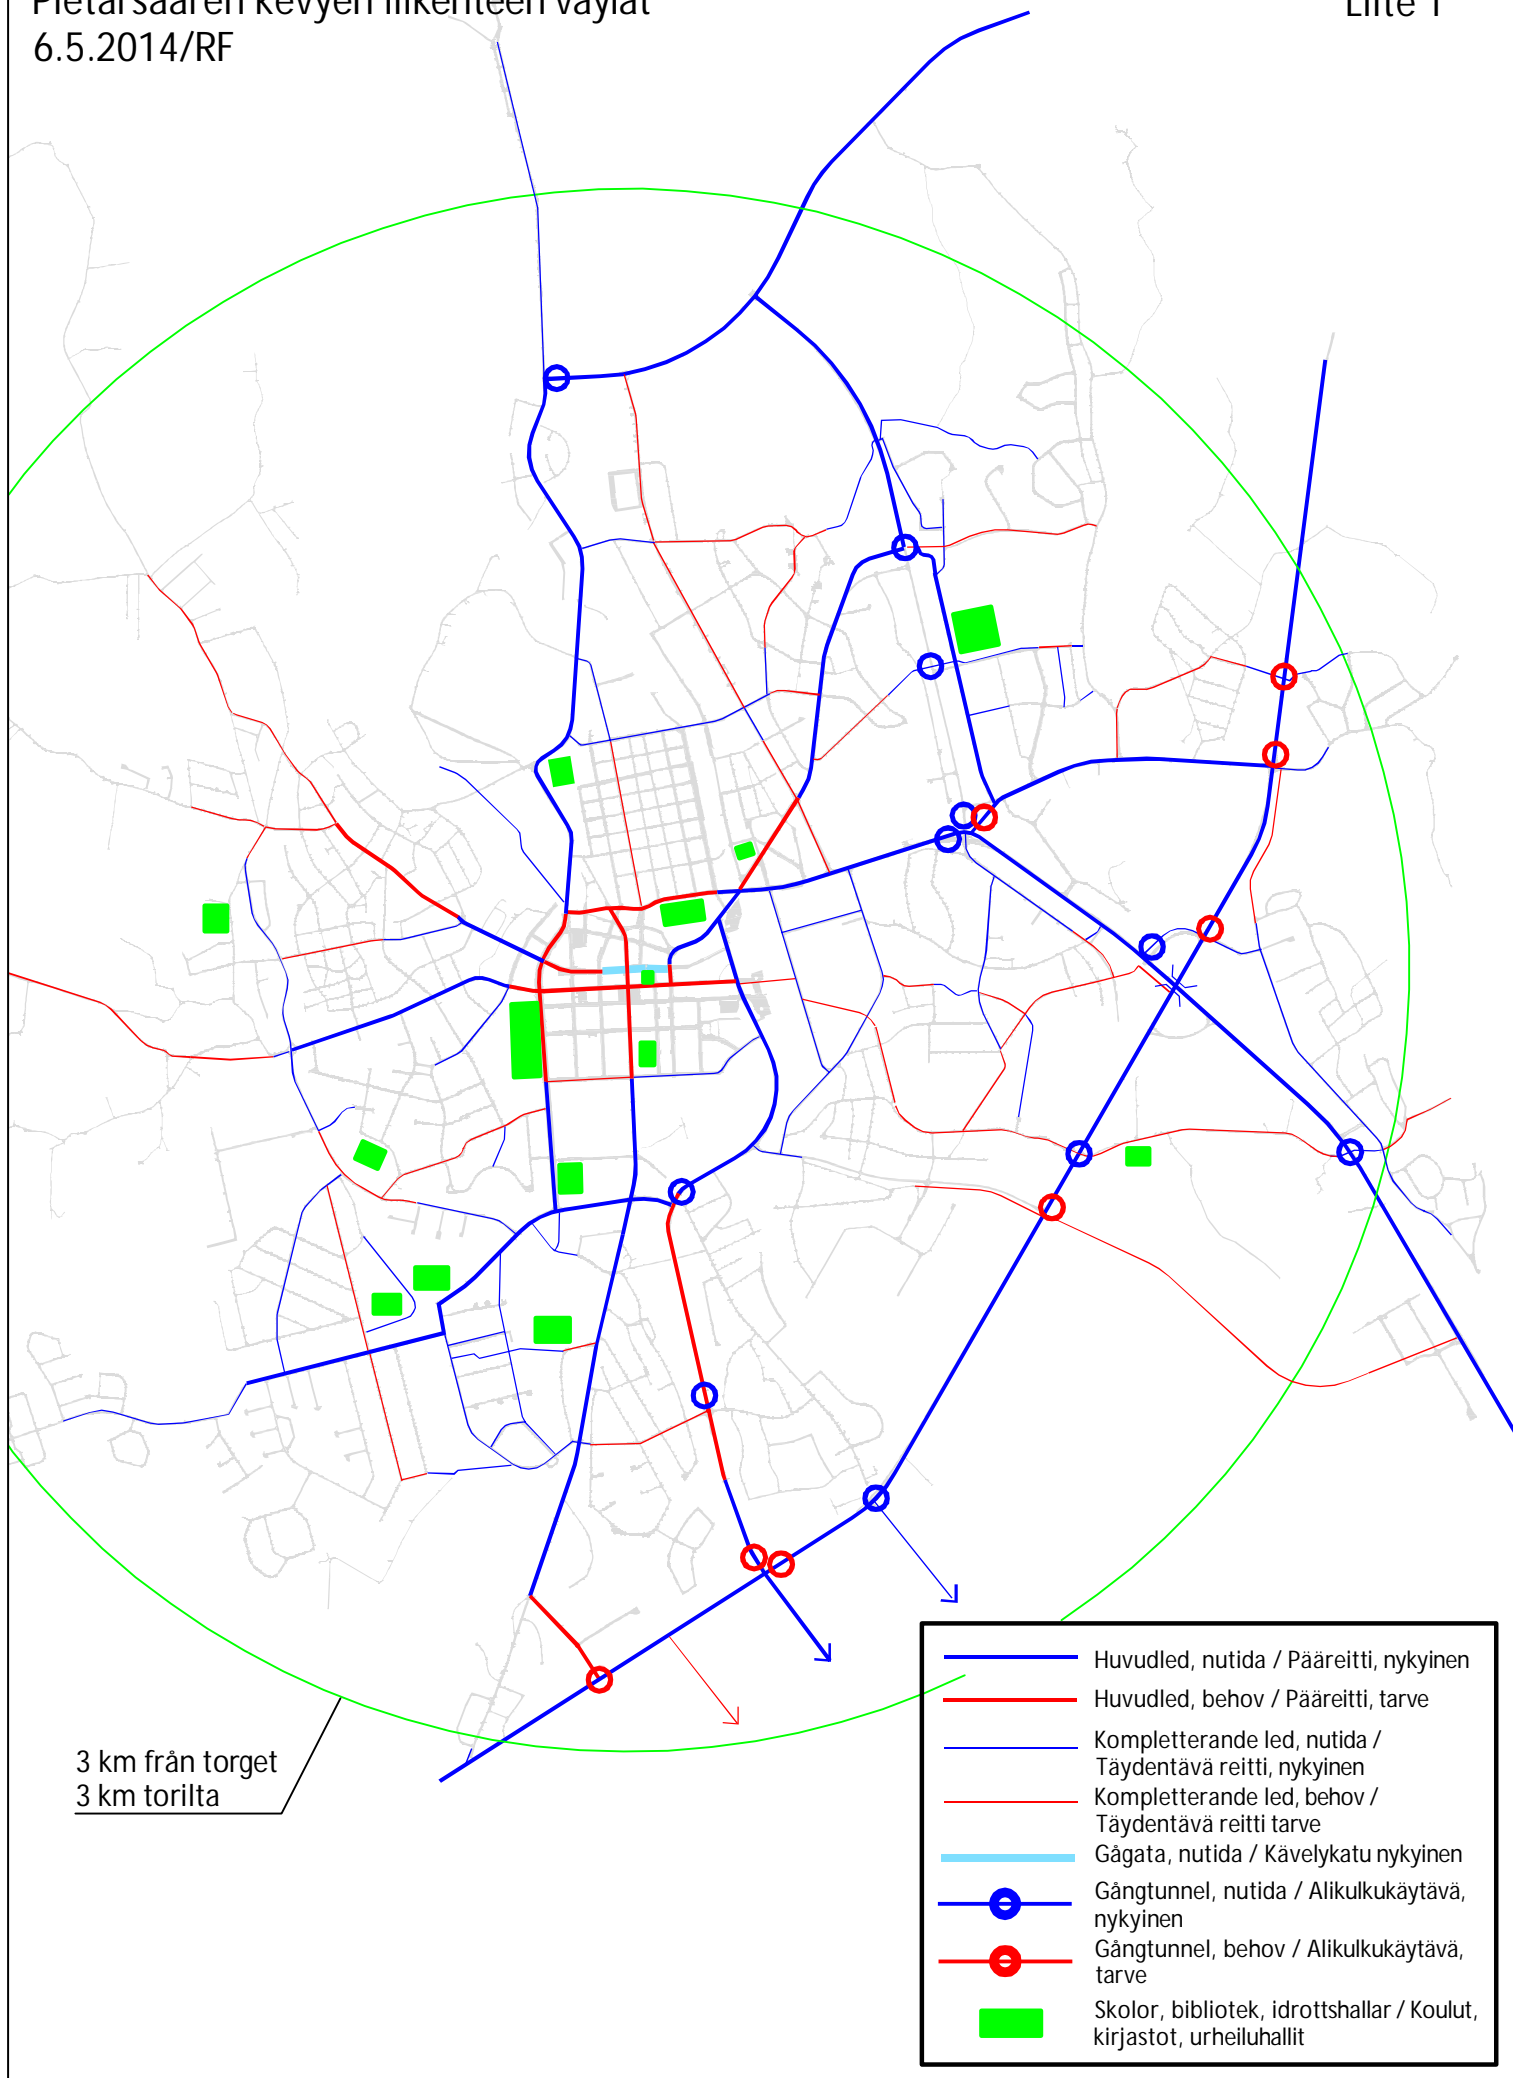 Pietarsaaren kevyen liikenteen väylät
Liite 1
6.5.2014/RF
3 km från torget
3 km torilta
Huvudled, nutida / Pääreitti, nykyinen
Huvudled, behov / Pääreitti, tarve
Kompletterande led, nutida /
Täydentävä reitti, nykyinen
Kompletterande led, behov /
Täydentävä reitti tarve
Gågata, nutida / Kävelykatu nykyinen
Gångtunnel, nutida / Alikulkukäytävä,
nykyinen
Gångtunnel, behov / Alikulkukäytävä,
tarve
Skolor, bibliotek, idrottshallar / Koulut,
kirjastot, urheiluhallit